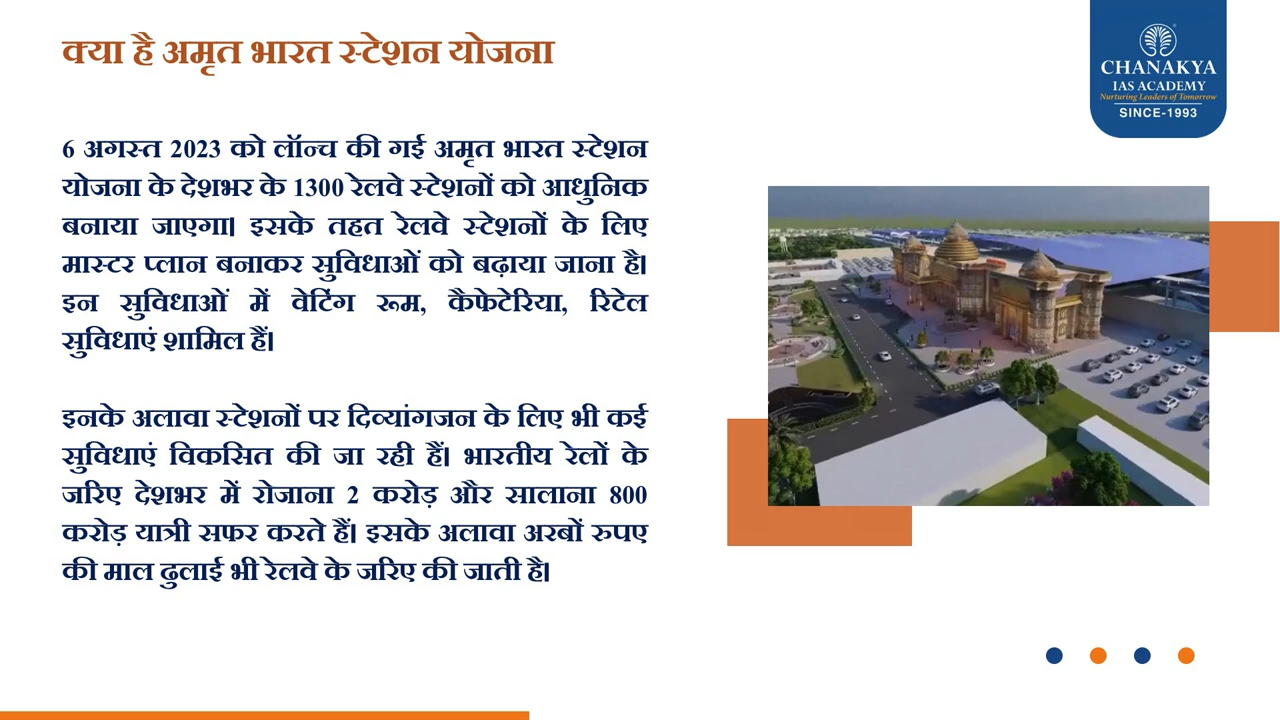 क्या है अमृत भारत स्टेशन योजना
CHANAKYA
IAS ACADEMY
Nurturing Leaders of Tomorrow
SINCE-1993
6 अगस्त 2023 को लॉन्च की गई अमृत भारत स्टेशन
योजना के देशभर के 1300 रेलवे स्टेशनों को आधुनिक
बनाया जाएगा। इसके तहत रेलवे स्टेशनों के लिए
मास्टर प्लान बनाकर सुविधाओं को बढ़ाया जाना है।
इन सुविधाओं में वेटिंग रूम, कैफेटेरिया, रिटेल
सुविधाएं शामिल हैं।
इनके अलावा स्टेशनों पर दिव्यांगजन के लिए भी कई
सुविधाएं विकसित की जा रही हैं। भारतीय रेलों के
जरिए देशभर में रोजाना 2 करोड़ और सालाना 800
करोड़ यात्री सफर करते हैं। इसके अलावा अरबों रुपए
की माल ढुलाई भी रेलवे के जरिए की जाती है।